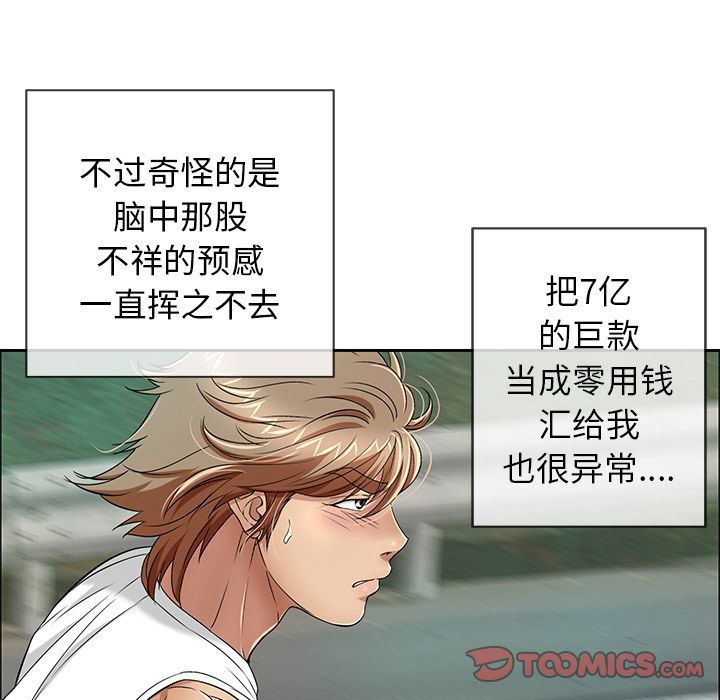 不过奇怪的是
脑中那股
不祥的预感
一直挥之不去
把7亿
的巨款
当成零用钱
汇给我
也很异常....
TOOMICS.COM